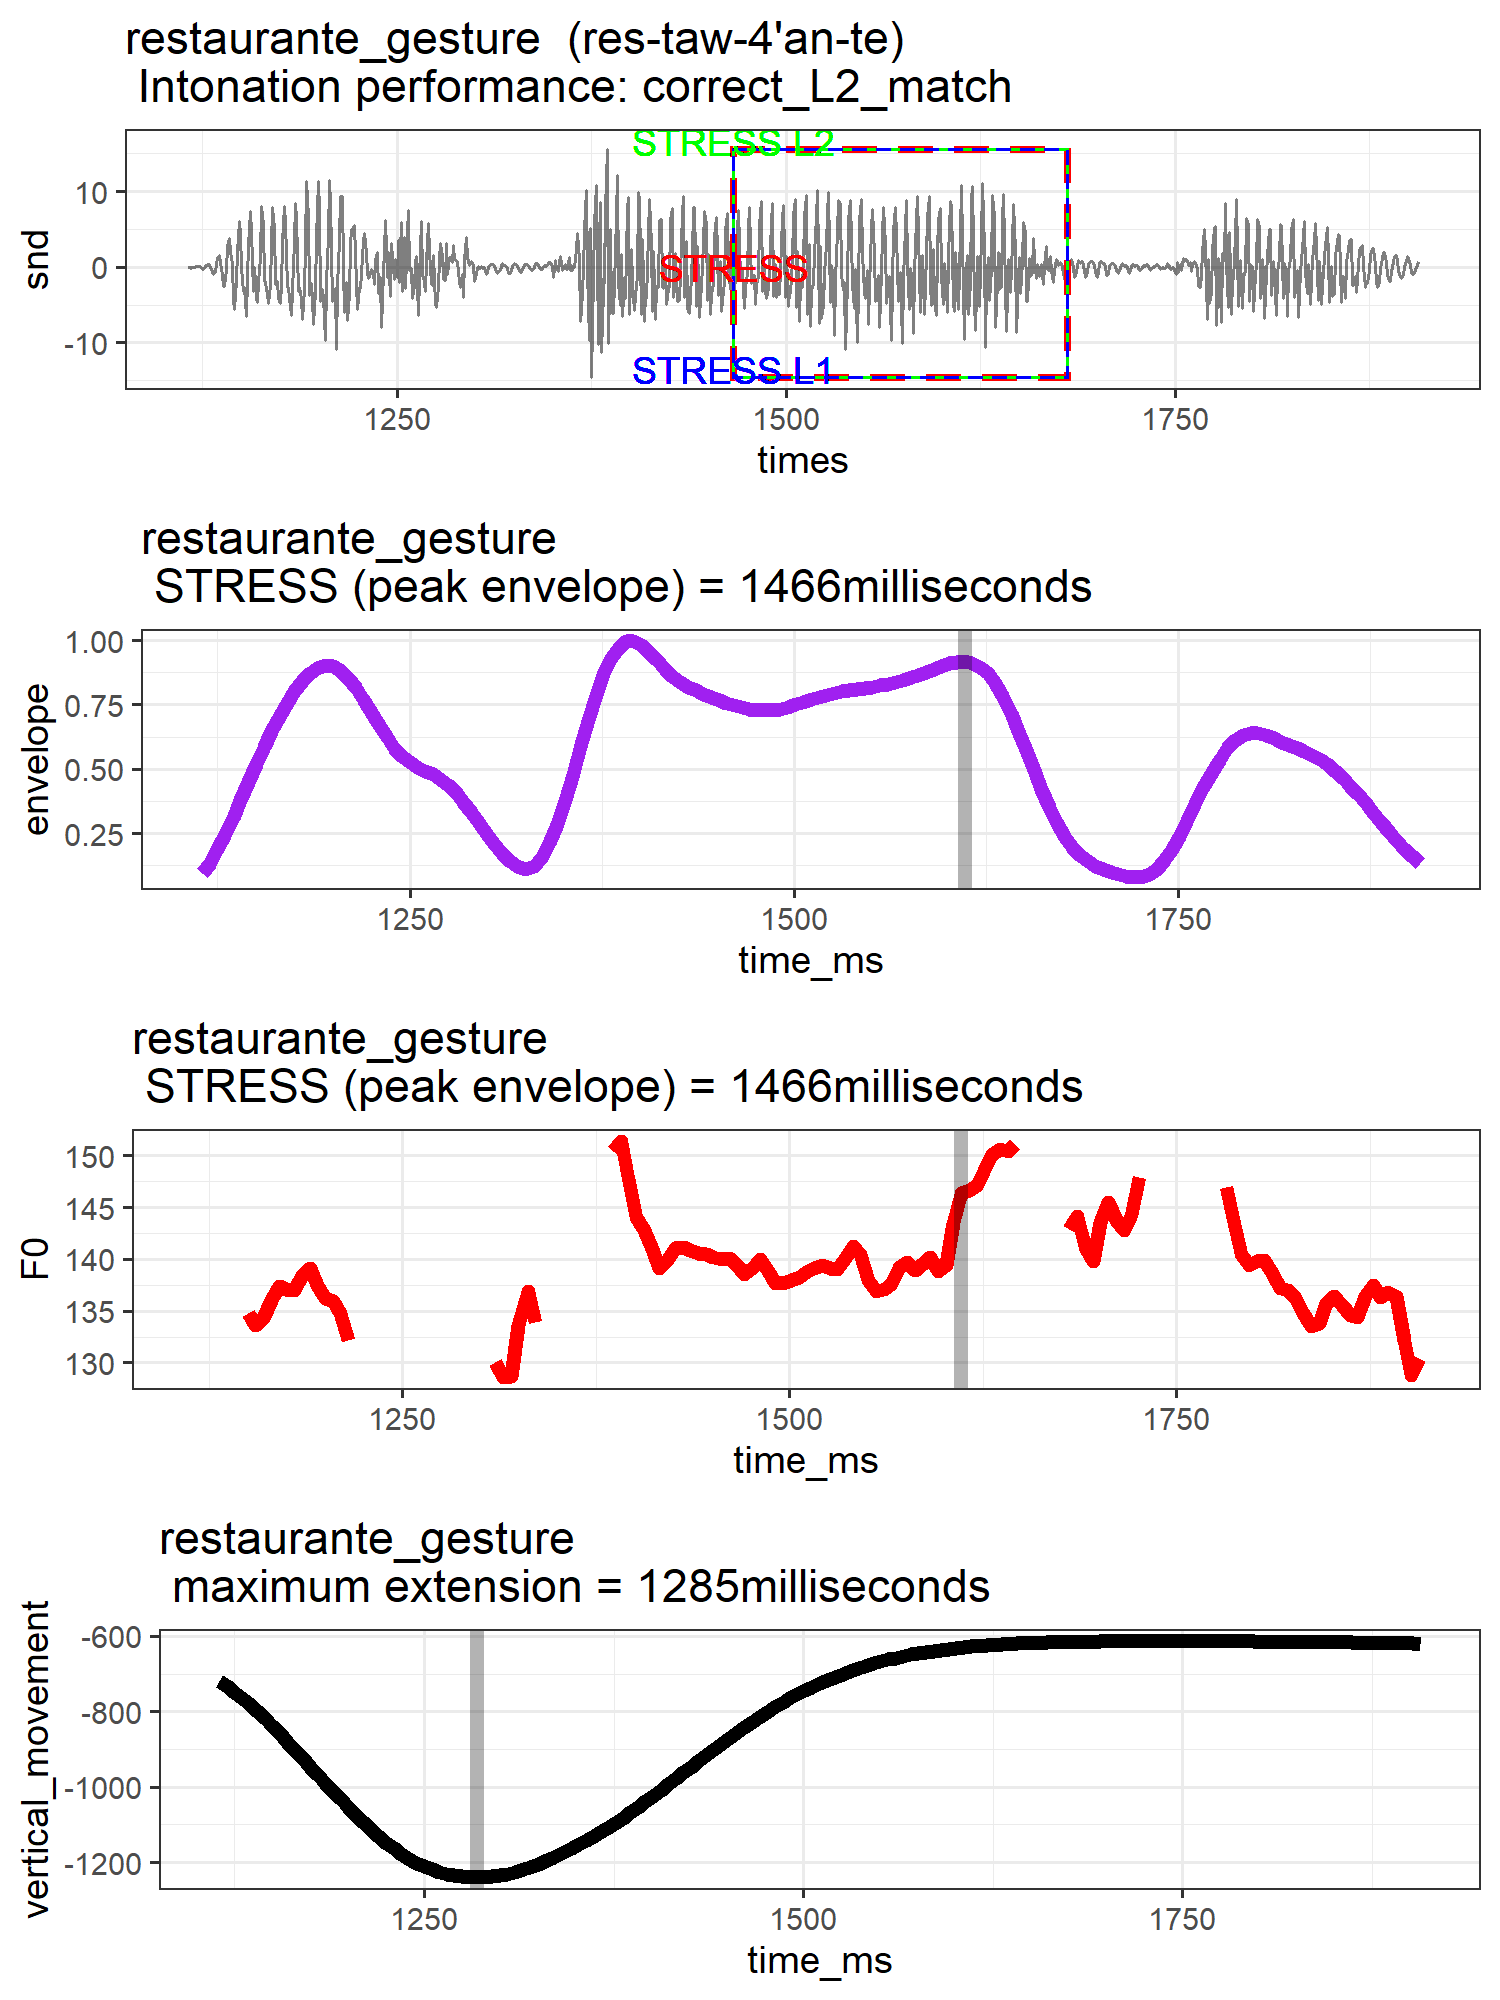 restaurante_gesture  (res-taw-4'an-te)
Intonation performance: correct_L2_match
snd
10
0
-10
STRESS L2
STRESS
STRESS L1
1250 1500 1750
times
restaurante_gesture
STRESS (peak envelope) = 1466milliseconds
envelope
1.00
0.75
0.50
0.25
1250 1500 1750
time_ms
restaurante_gesture
STRESS (peak envelope) = 1466milliseconds
F0
150
145
140
135
130
1250 1500 1750
time_ms
restaurante_gesture
maximum extension = 1285milliseconds
vertical_movement
-600
-800
-1000
-1200
1250 1500 1750
time_ms